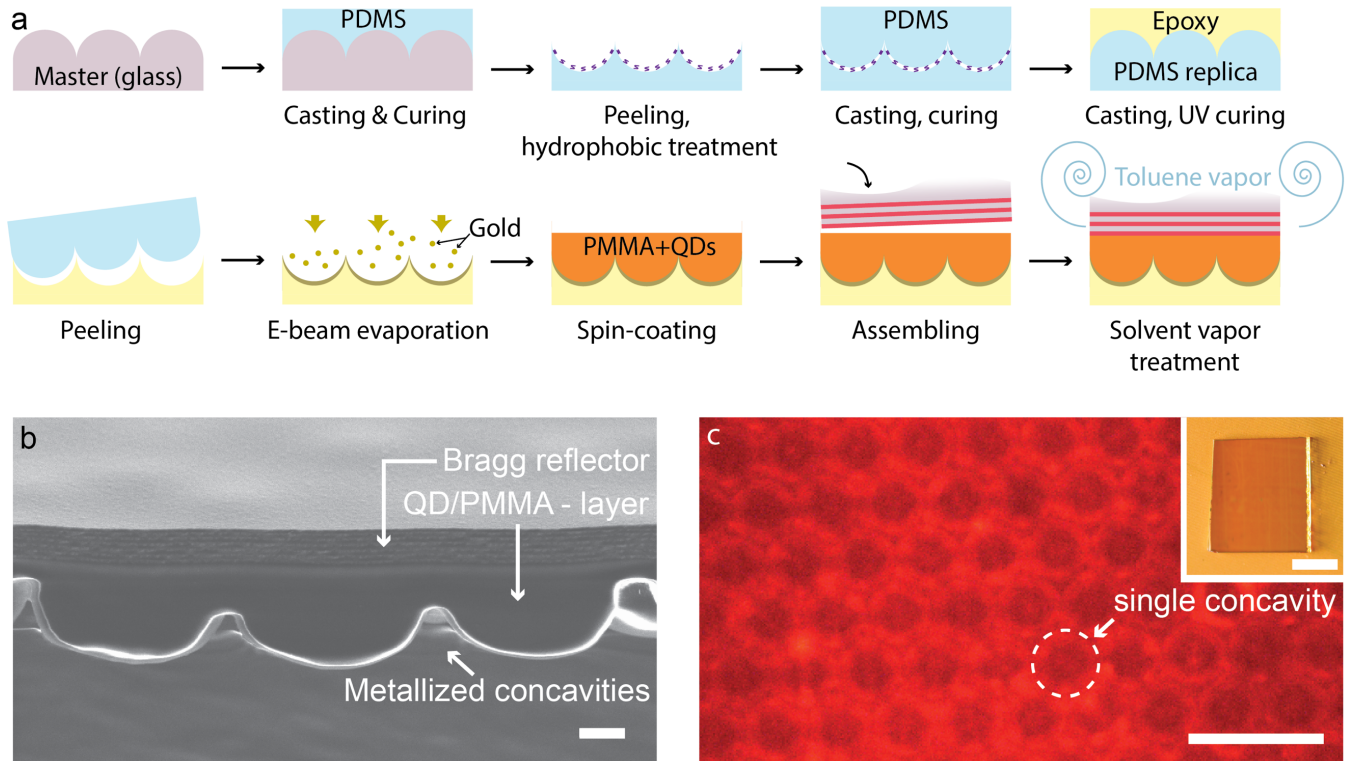 a
PDMS
Master (glass)
Casting & Curing
Peeling,
hydrophobic treatment
PDMS
Casting, curing
Epoxy
PDMS replica
Casting, UV curing
Peeling
Gold
E-beam evaporation
PMMA+QDs
Spin-coating
Assembling
Toluene vapor
Solvent vapor
treatment
b
Bragg reflector
QD/PMMA - layer
Metallized concavities
c
single concavity